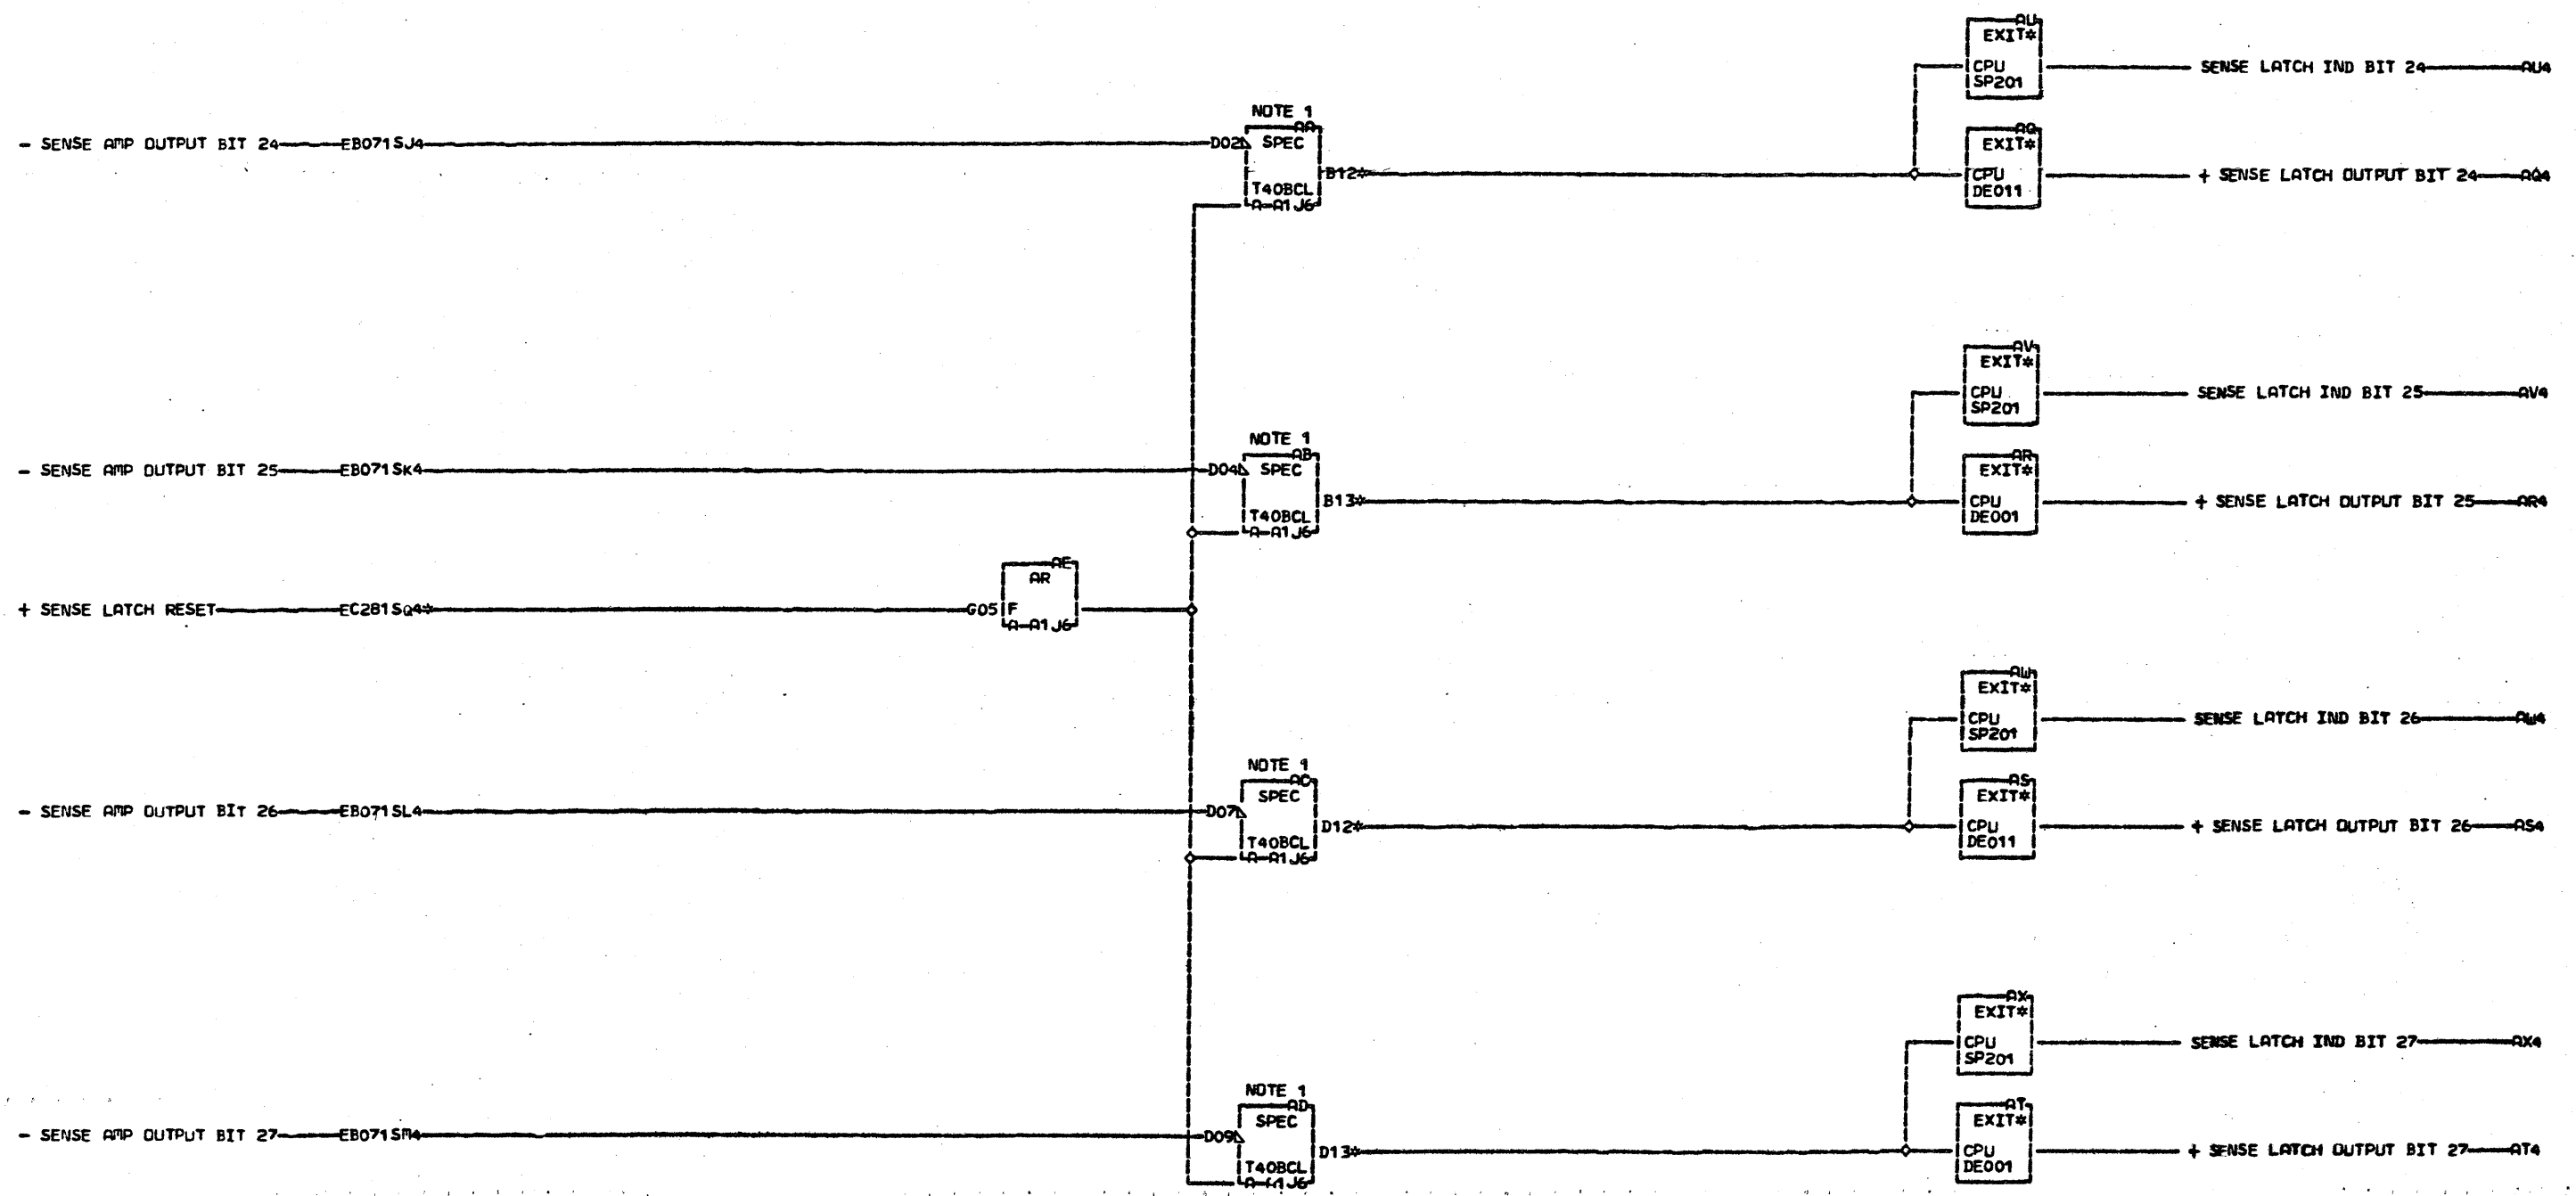 AU
EXIT*
CPU
SP201
SENSE LATCH IND BIT 24 AU4
NOTE 1
AA
- SENSE AMP OUTPUT BIT 24 EB071SJ4 D02 SPEC
T40BCL
A-A1J6
B12*
AQ
EXIT*
CPU
DE011
+ SENSE LATCH OUTPUT BIT 24 AQ4
AV
EXIT*
CPU
SP201
SENSE LATCH IND BIT 25 AV4
NOTE 1
AB
- SENSE AMP OUTPUT BIT 25 EB071SK4 D04 SPEC
T40BCL
A-A1J6
B13*
AR
EXIT*
CPU
DE001
+ SENSE LATCH OUTPUT BIT 25 AR4
AE
AR
+ SENSE LATCH RESET EC281SQ4* G05 F
A-A1J6
AW
EXIT*
CPU
SP201
SENSE LATCH IND BIT 26 AW4
NOTE 1
AC
- SENSE AMP OUTPUT BIT 26 EB071SL4 D07 SPEC
T40BCL
A-A1J6
D12*
AS
EXIT*
CPU
DE011
+ SENSE LATCH OUTPUT BIT 26 AS4
AX
EXIT*
CPU
SP201
SENSE LATCH IND BIT 27 AX4
NOTE 1
AD
- SENSE AMP OUTPUT BIT 27 EB071SM4 D09 SPEC
T40BCL
A-A1J6
D13*
AT
EXIT*
CPU
DE001
+ SENSE LATCH OUTPUT BIT 27 AT4